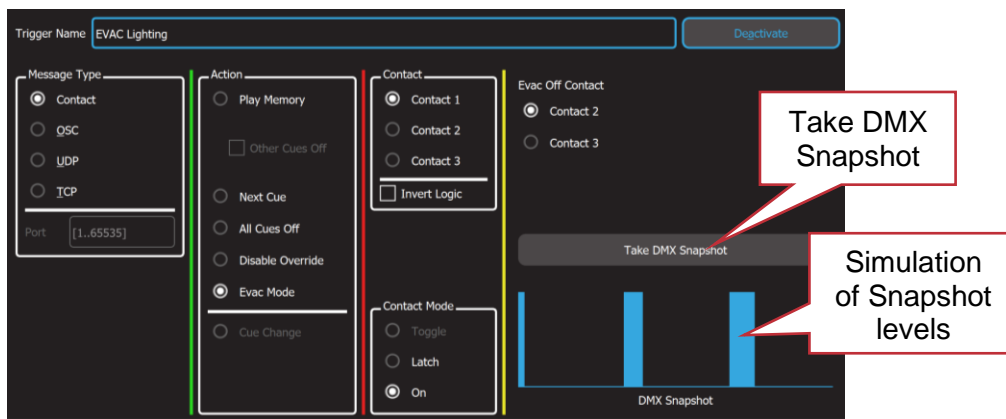 Trigger Name EVAC Lighting Deactivate
Message Type
Contact
OSC
UDP
TCP
Port [1..65535]
Action
Play Memory
Other Cues Off
Next Cue
All Cues Off
Disable Override
Evac Mode
Cue Change
Contact
Contact 1
Contact 2
Contact 3
Invert Logic
Contact Mode
Toggle
Latch
On
Evac Off Contact
Contact 2
Contact 3
Take DMX Snapshot
DMX Snapshot
Take DMX
Snapshot
Simulation
of Snapshot
levels